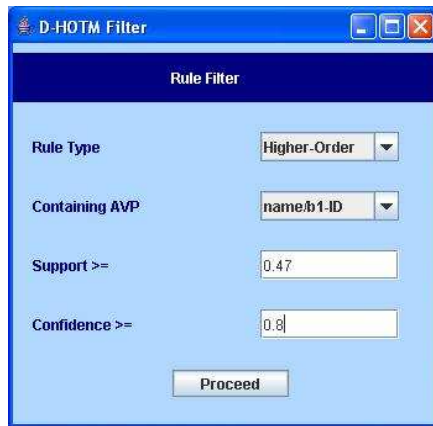 D-HOTM Filter
Rule Filter
Rule Type Higher-Order
Containing AVP name/b1-ID
Support >= 0.47
Confidence >= 0.8
Proceed